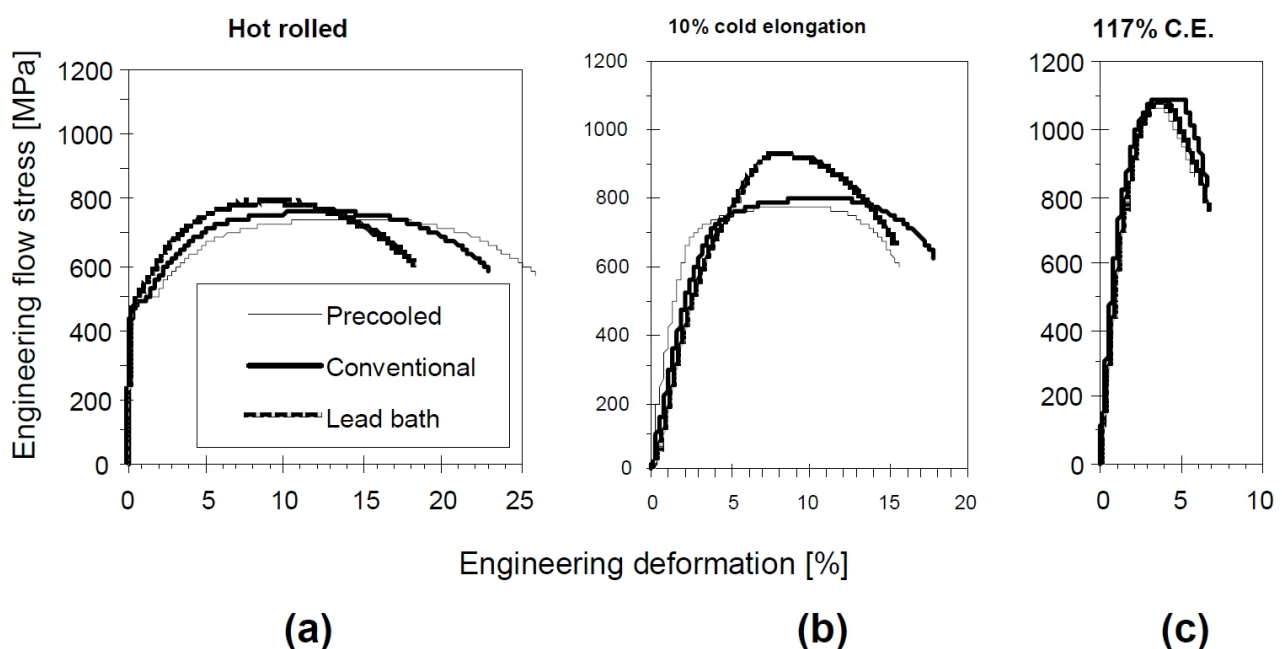 Hot rolled
10% cold elongation
117% C.E.
Engineering flow stress [MPa]
1200
1000
800
600
400
200
0
0 5 10 15 20 25
Precooled
Conventional
Lead bath
1200
1000
800
600
400
200
0
0 5 10 15 20
1200
1000
800
600
400
200
0
0 5 10
Engineering deformation [%]
(a) (b) (c)